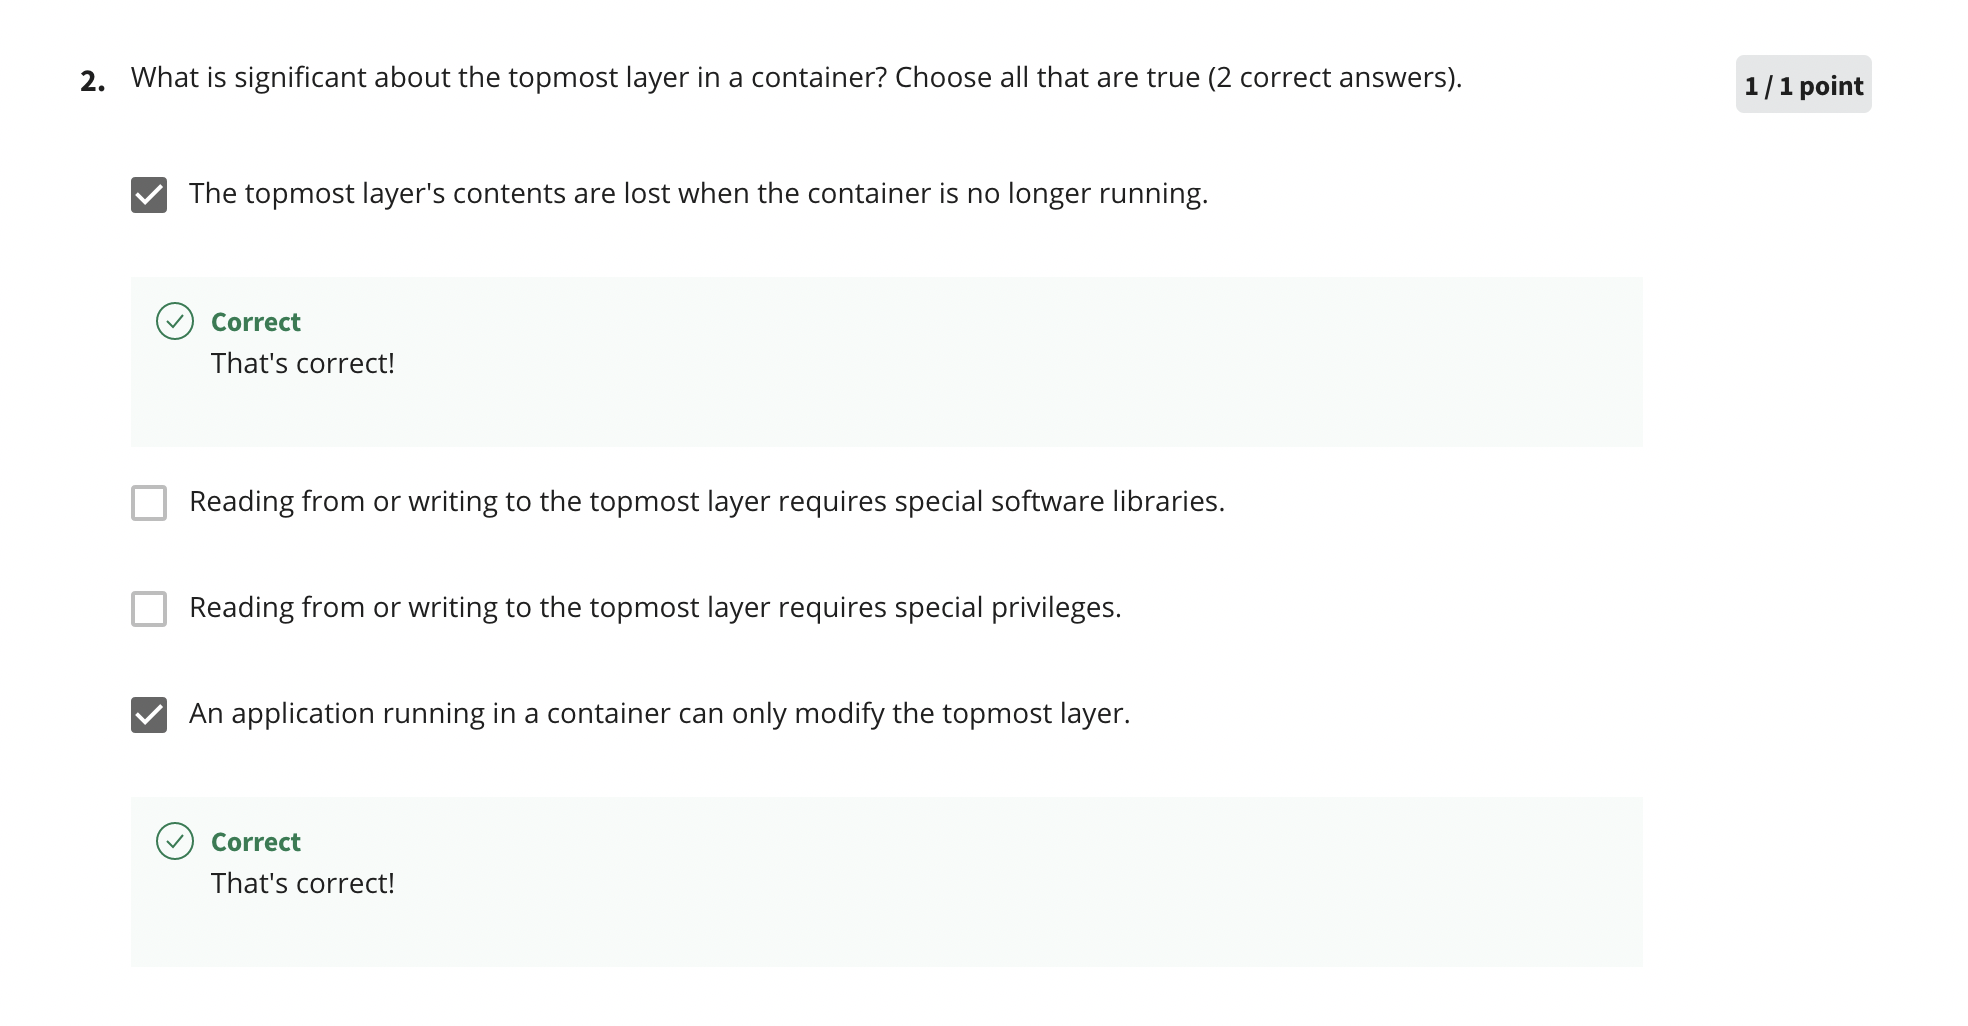 2. What is significant about the topmost layer in a container? Choose all that are true (2 correct answers).
1 / 1 point
The topmost layer's contents are lost when the container is no longer running.
Correct
That's correct!
Reading from or writing to the topmost layer requires special software libraries.
Reading from or writing to the topmost layer requires special privileges.
An application running in a container can only modify the topmost layer.
Correct
That's correct!